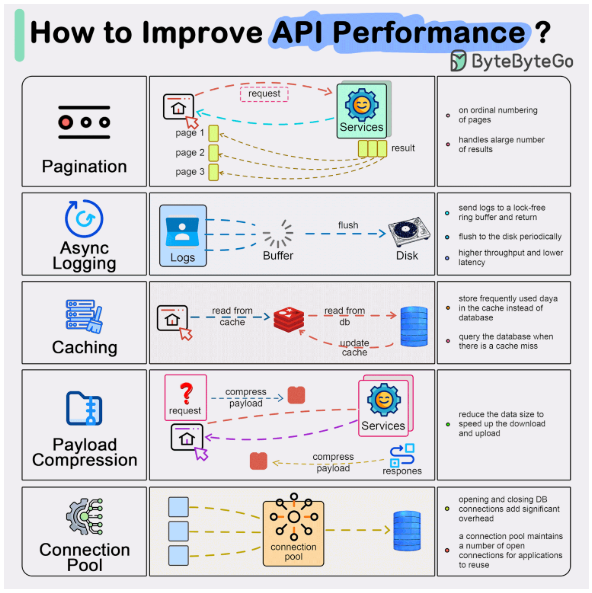 How to Improve API Performance ?
ByteByteGo
Pagination
request
Services
page 1
page 2
page 3
result
on ordinal numbering
of pages
handles alarge number
of results
Async
Logging
Logs
Buffer
flush
Disk
send logs to a lock-free
ring buffer and return
flush to the disk periodically
higher throughput and lower
latency
Caching
read from
cache
read from
db
update
cache
store frequently used daya
in the cache instead of
database
query the database when
there is a cache miss
Payload
Compression
?
request
compress
payload
Services
compress
payload
respones
reduce the data size to
speed up the download
and upload
Connection
Pool
connection
pool
opening and closing DB
connections add significant
overhead
a connection pool maintains
a number of open
connections for applications
to reuse